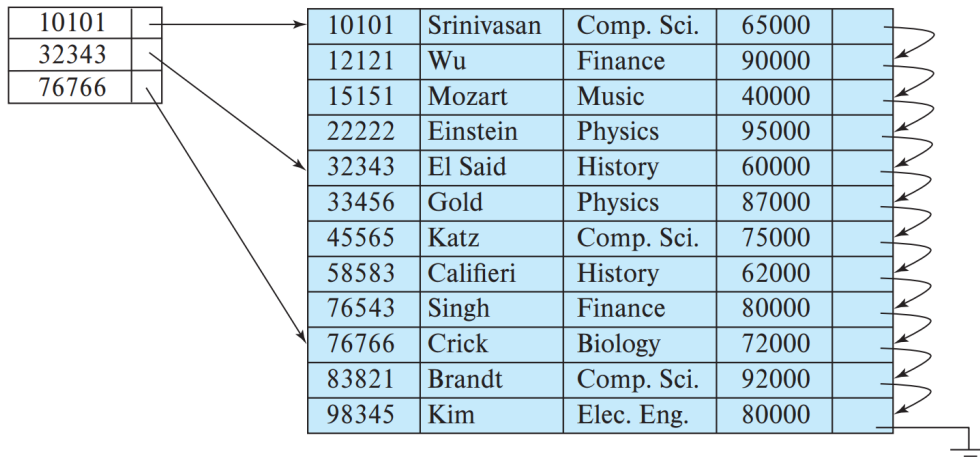 10101
32343
76766
10101 Srinivasan Comp. Sci. 65000
12121 Wu Finance 90000
15151 Mozart Music 40000
22222 Einstein Physics 95000
32343 El Said History 60000
33456 Gold Physics 87000
45565 Katz Comp. Sci. 75000
58583 Califieri History 62000
76543 Singh Finance 80000
76766 Crick Biology 72000
83821 Brandt Comp. Sci. 92000
98345 Kim Elec. Eng. 80000